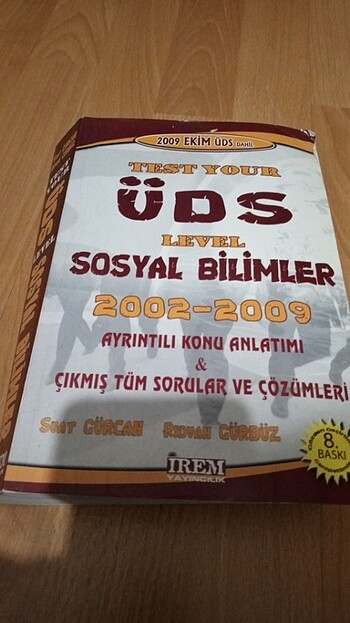 2009 EKİM ÜDS DAHİL
TEST YOUR
ÜDS
LEVEL
SOSYAL BİLİMLER
2002-2009
AYRINTILI KONU ANLATIMI
&
ÇIKMIŞ TÜM SORULAR VE ÇÖZÜMLERİ
SUAT GÜRCAN RIDVAN GÜRBÜZ
İREM
YAYINCILIK
8.
BASKI